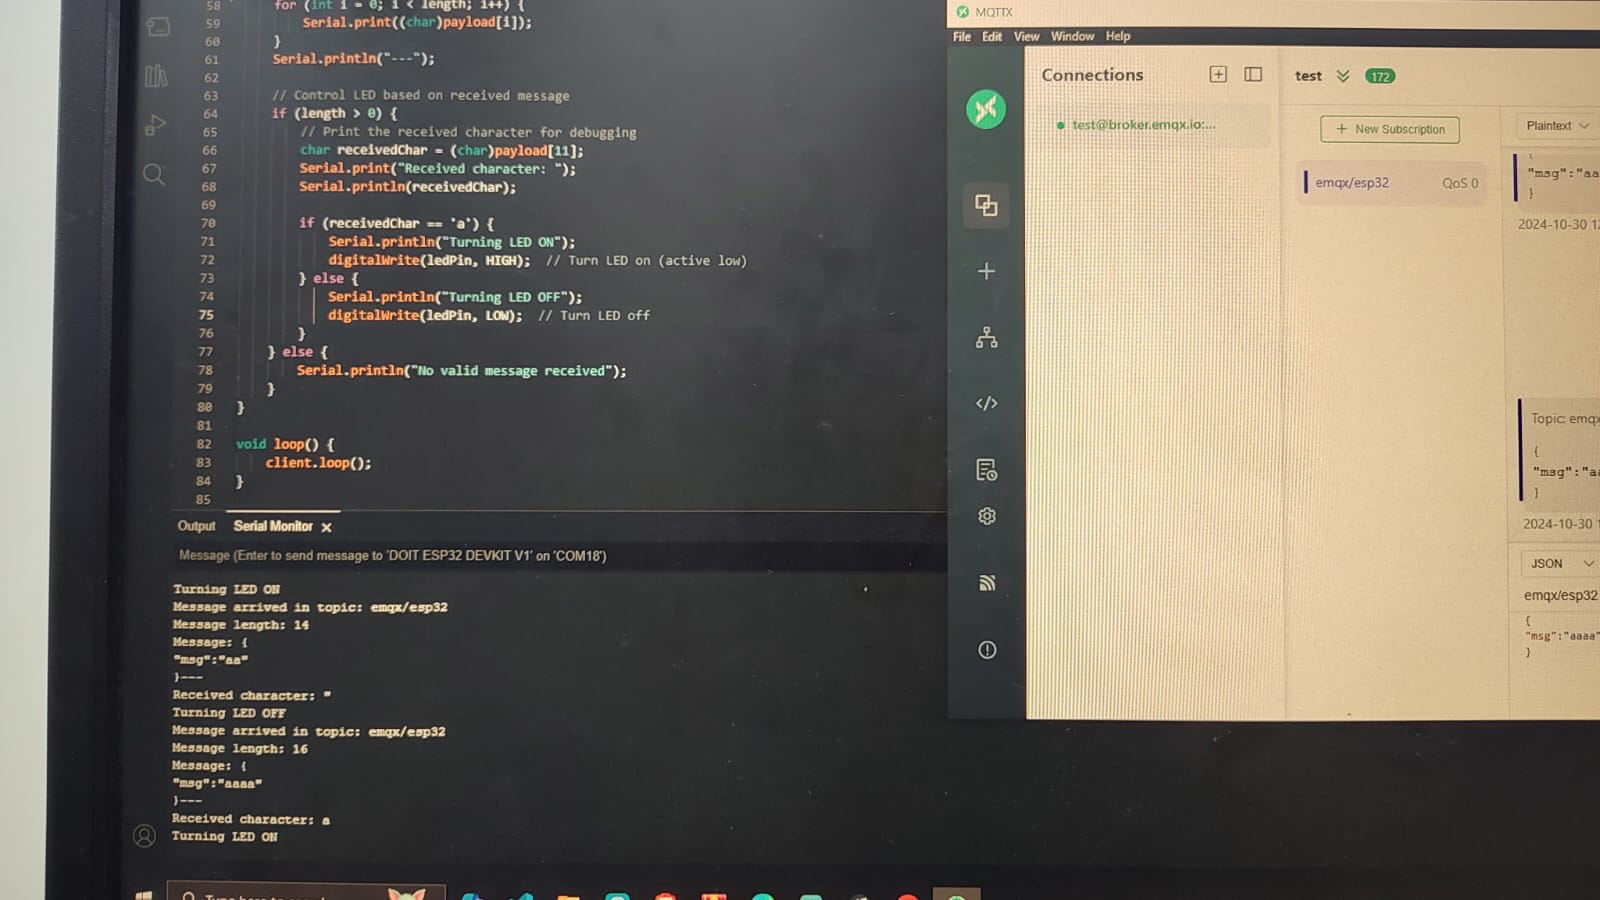 58 for (int i = 0; i < length; i++) {
59 Serial.print((char)payload[i]);
60 }
61 Serial.println("---");
62
63 // Control LED based on received message
64 if (length > 0) {
65 // Print the received character for debugging
66 char receivedChar = (char)payload[11];
67 Serial.print("Received character: ");
68 Serial.println(receivedChar);
69
70 if (receivedChar == 'a') {
71 Serial.println("Turning LED ON");
72 digitalWrite(ledPin, HIGH); // Turn LED on (active low)
73 } else {
74 Serial.println("Turning LED OFF");
75 digitalWrite(ledPin, LOW); // Turn LED off
76 }
77 } else {
78 Serial.println("No valid message received");
79 }
80 }
81
82 void loop() {
83 client.loop();
84 }
85
Output Serial Monitor
Message (Enter to send message to 'DOIT ESP32 DEVKIT V1' on 'COM18')
Turning LED ON
Message arrived in topic: emqx/esp32
Message length: 14
Message: {
"msg":"aa"
}---
Received character: "
Turning LED OFF
Message arrived in topic: emqx/esp32
Message length: 16
Message: {
"msg":"aaaa"
}---
Received character: a
Turning LED ON
MQTTX
File Edit View Window Help
Connections
test@broker.emqx.io:...
test 172
+ New Subscription
emqx/esp32 QoS 0
Plaintext
"msg":"aa
}
2024-10-30
Topic: emqx
{
"msg":"aa
}
2024-10-30
JSON
emqx/esp32
{
"msg":"aaaa"
}